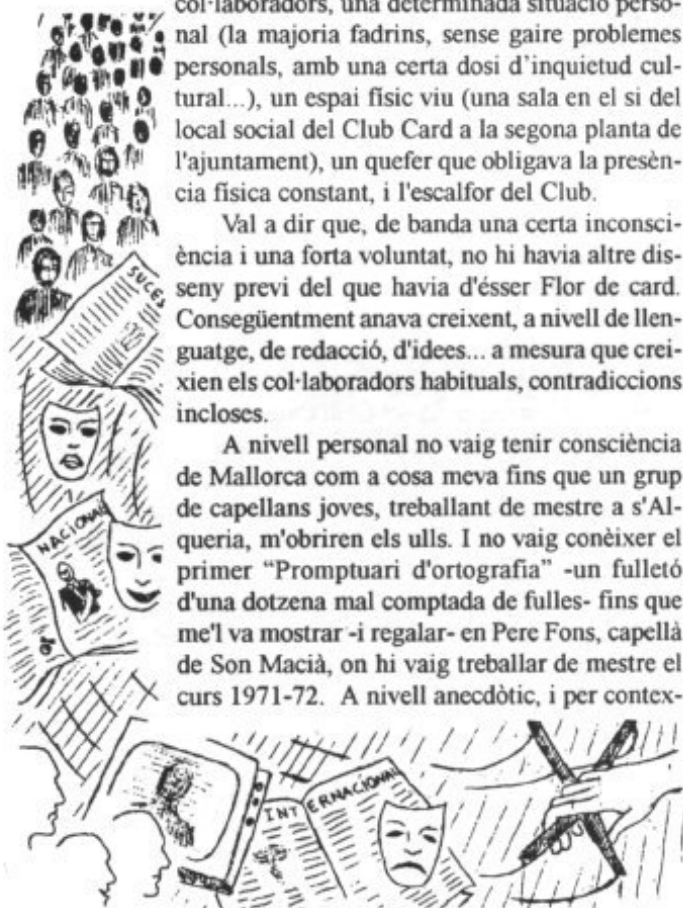 col·laboradors, una determinada situació perso-
nal (la majoria fadrins, sense gaire problemes
personals, amb una certa dosi d'inquietud cul-
tural...), un espai físic viu (una sala en el si del
local social del Club Card a la segona planta de
l'ajuntament), un quefer que obligava la presèn-
cia física constant, i l'escalfor del Club.
Val a dir que, de banda una certa inconsci-
ència i una forta voluntat, no hi havia altre dis-
seny previ del que havia d'ésser Flor de card.
Consegüentment anava creixent, a nivell de llen-
guatge, de redacció, d'idees... a mesura que crei-
xien els col·laboradors habituals, contradiccions
incloses.
A nivell personal no vaig tenir consciència
de Mallorca com a cosa meva fins que un grup
de capellans joves, treballant de mestre a s'Al-
queria, m'obriren els ulls. I no vaig conèixer el
primer “Promptuari d'ortografia” -un fulletó
d'una dotzena mal comptada de fulles- fins que
me'l va mostrar -i regalar- en Pere Fons, capellà
de Son Macià, on hi vaig treballar de mestre el
curs 1971-72. A nivell anecdòtic, i per contex-
SUCES
NACIONAL
INTERNACIONAL